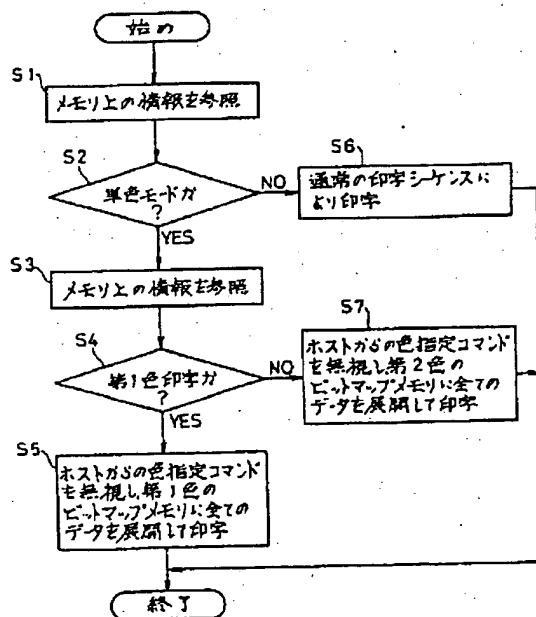 始め
S1
メモリ上の情報を参照
S2
単色モードか
?
NO
YES
S6
通常の印字シーケンスに
より印字
S3
メモリ上の情報を参照
S4
第1色印字か
?
NO
YES
S7
ホストからの色指定コマンド
を無視し第2色の
ビットマップメモリに全ての
データを展開して印字
S5
ホストからの色指定コマンド
を無視し第1色の
ビットマップメモリに全ての
データを展開して印字
終了